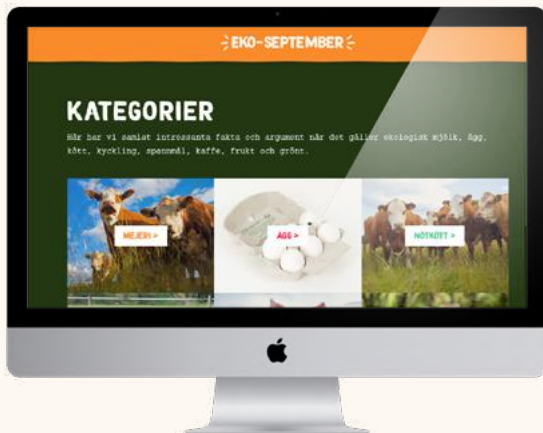 EKO-SEPTEMBER
KATEGORIER
Här har vi samlat intressanta fakta och argument när det gäller ekologisk mjölk, ägg,
kött, kyckling, spannmål, kaffe, frukt och grönt.
MEJERI >
ÄGG >
NÖTKÖTT >